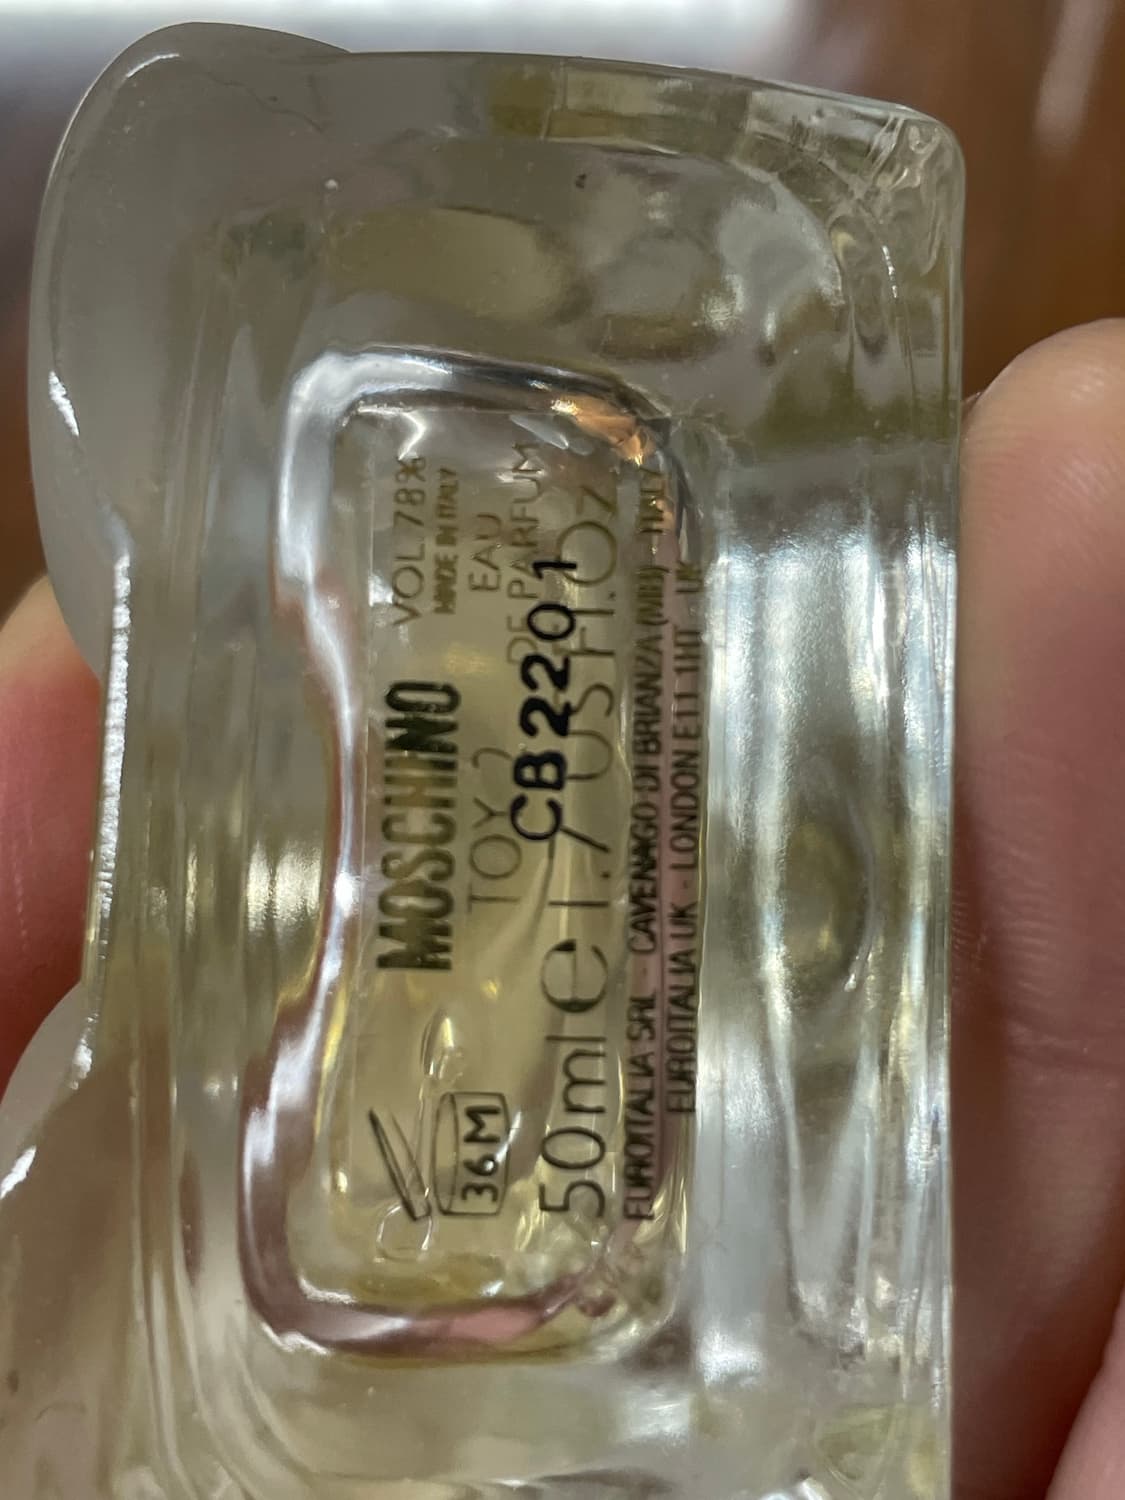 MOSCHINO VOL.78%
MADE IN ITALY
TOY 2 EAU
DE PARFUM
CB2201
50ml e 1.7 US Fl.Oz
EUROITALIA SRL - CAVENAGO DI BRIANZA (MB) - ITALY
EUROITALIA UK - LONDON E11 1HT - UK
36M